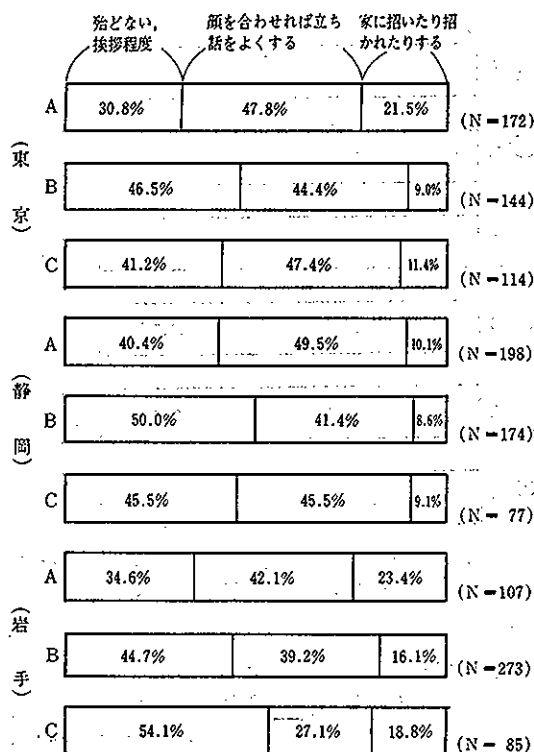 殆どない，挨拶程度
顔を合わせれば立ち話をよくする
家に招いたり招かれたりする
(東京)
A 30.8% 47.8% 21.5% (N=172)
B 46.5% 44.4% 9.0% (N=144)
C 41.2% 47.4% 11.4% (N=114)
(静岡)
A 40.4% 49.5% 10.1% (N=198)
B 50.0% 41.4% 8.6% (N=174)
C 45.5% 45.5% 9.1% (N=77)
(岩手)
A 34.6% 42.1% 23.4% (N=107)
B 44.7% 39.2% 16.1% (N=273)
C 54.1% 27.1% 18.8% (N=85)